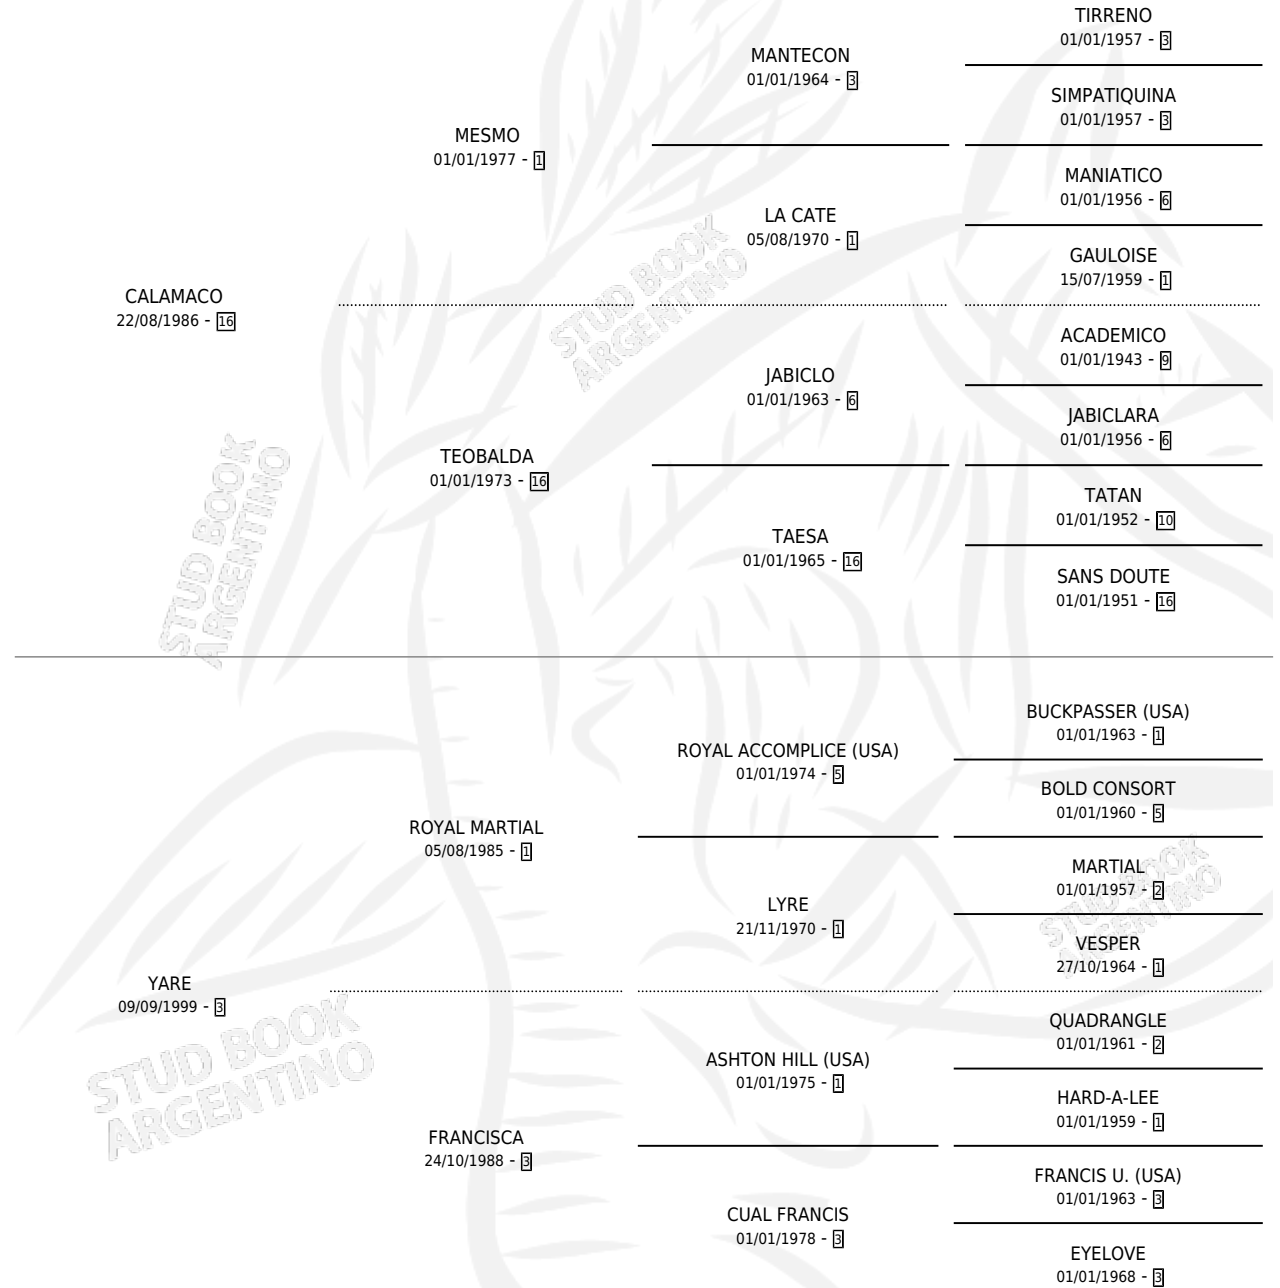 TIRRENO
01/01/1957 - 3
MANTECON
01/01/1964 - 3
SIMPATIQUINA
01/01/1957 - 3
MESMO
01/01/1977 - 1
MANIATICO
01/01/1956 - 6
LA CATE
05/08/1970 - 1
GAULOISE
15/07/1959 - 1
CALAMACO
22/08/1986 - 16
STUD BOOK
ARGENTINO
ACADEMICO
01/01/1943 - 9
JABICLO
01/01/1963 - 6
JABICLARA
01/01/1956 - 6
TEOBALDA
01/01/1973 - 16
TATAN
01/01/1952 - 10
TAESA
01/01/1965 - 16
SANS DOUTE
01/01/1951 - 16
STUD BOOK
ARGENTINO
BUCKPASSER (USA)
01/01/1963 - 1
ROYAL ACCOMPLICE (USA)
01/01/1974 - 5
BOLD CONSORT
01/01/1960 - 5
ROYAL MARTIAL
05/08/1985 - 1
MARTIAL
01/01/1957 - 2
LYRE
21/11/1970 - 1
VESPER
27/10/1964 - 1
STUD BOOK
ARGENTINO
YARE
09/09/1999 - 3
STUD BOOK
ARGENTINO
QUADRANGLE
01/01/1961 - 2
ASHTON HILL (USA)
01/01/1975 - 1
HARD-A-LEE
01/01/1959 - 1
FRANCISCA
24/10/1988 - 3
FRANCIS U. (USA)
01/01/1963 - 3
CUAL FRANCIS
01/01/1978 - 3
EYELOVE
01/01/1968 - 3